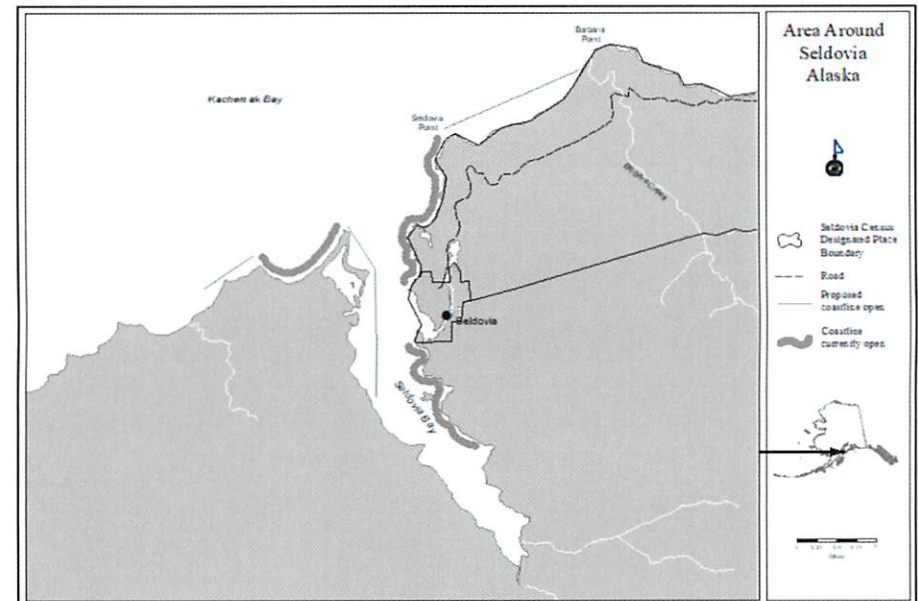 Area Around
Seldovia
Alaska
Barbara
Point
Kachemak Bay
Seldovia
Point
Seldovia
Seldovia Bay
Seldovia Census
Designated Place
Boundary
Road
Proposed
coastline open
Coastline
currently open
Miles